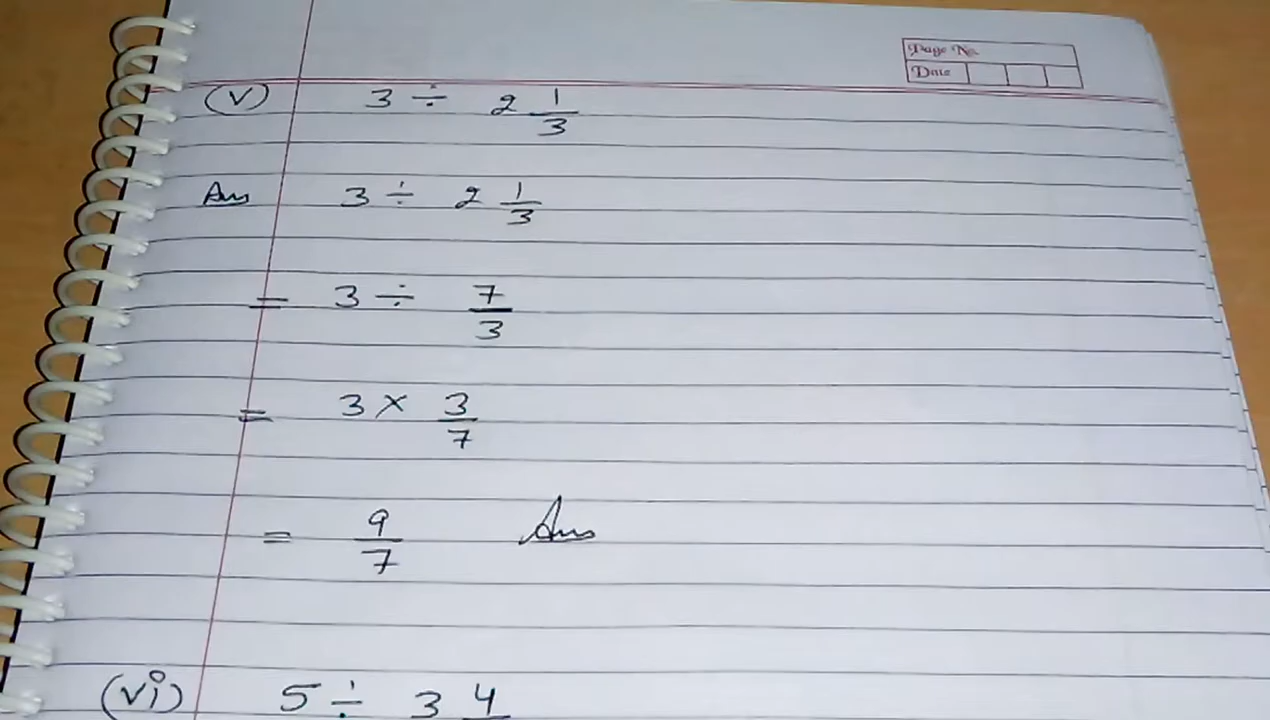 Page No.
Date
(v) 3 ÷ 2 1/3
Ans 3 ÷ 2 1/3
= 3 ÷ 7/3
= 3 × 3/7
= 9/7 Ans
(vi) 5 ÷ 3 4